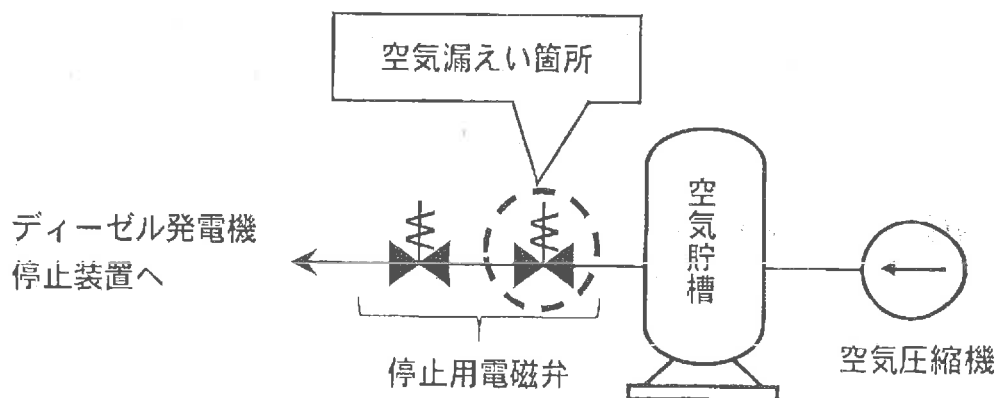 空気漏えい箇所
空気貯槽
ディーゼル発電機
停止装置へ
停止用電磁弁
空気圧縮機